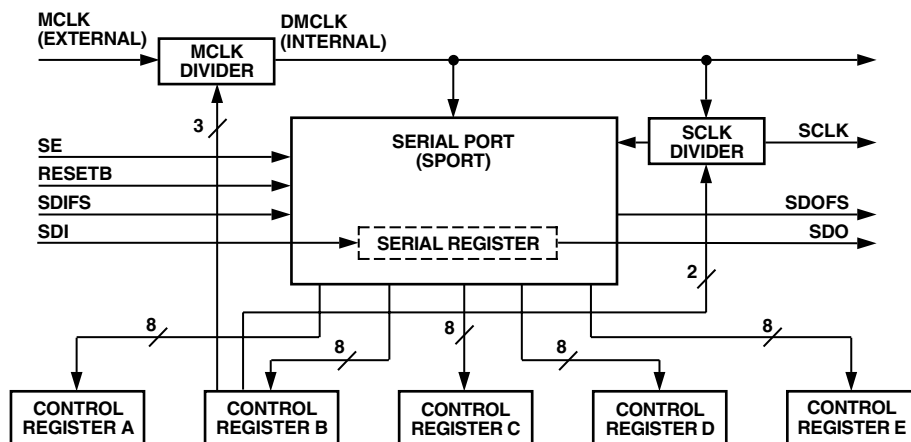 MCLK
(EXTERNAL)
DMCLK
(INTERNAL)
MCLK
DIVIDER
3
SE
RESETB
SDIFS
SDI
SERIAL PORT
(SPORT)
SERIAL REGISTER
SCLK
DIVIDER
SCLK
SDOFS
SDO
2
8
8
8
8
8
CONTROL
REGISTER A
CONTROL
REGISTER B
CONTROL
REGISTER C
CONTROL
REGISTER D
CONTROL
REGISTER E